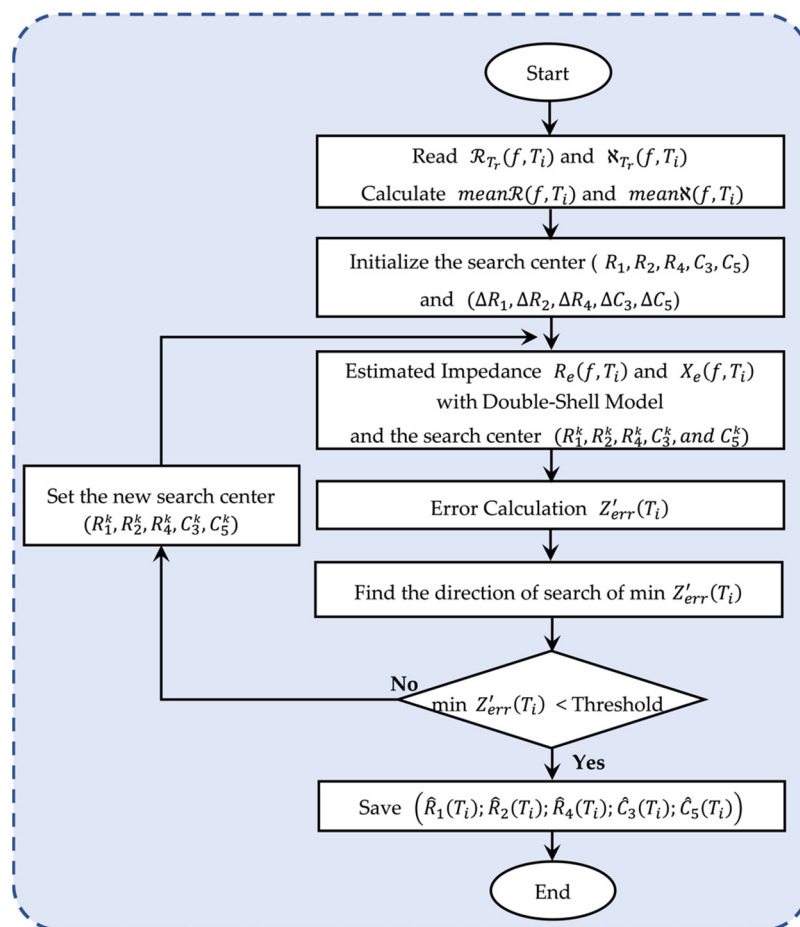 Start
Read ℛ_{T_r}(f,T_i) and ℵ_{T_r}(f,T_i)
Calculate meanℛ(f,T_i) and meanℵ(f,T_i)
Initialize the search center ( R_1, R_2, R_4, C_3, C_5)
and (ΔR_1, ΔR_2, ΔR_4, ΔC_3, ΔC_5)
Estimated Impedance R_e(f,T_i) and X_e(f,T_i)
with Double-Shell Model
and the search center (R_1^k, R_2^k, R_4^k, C_3^k, and C_5^k)
Set the new search center
(R_1^k, R_2^k, R_4^k, C_3^k, C_5^k)
Error Calculation Z'_{err}(T_i)
Find the direction of search of min Z'_{err}(T_i)
No
min Z'_{err}(T_i) < Threshold
Yes
Save (R̂_1(T_i); R̂_2(T_i); R̂_4(T_i); Ĉ_3(T_i); Ĉ_5(T_i))
End